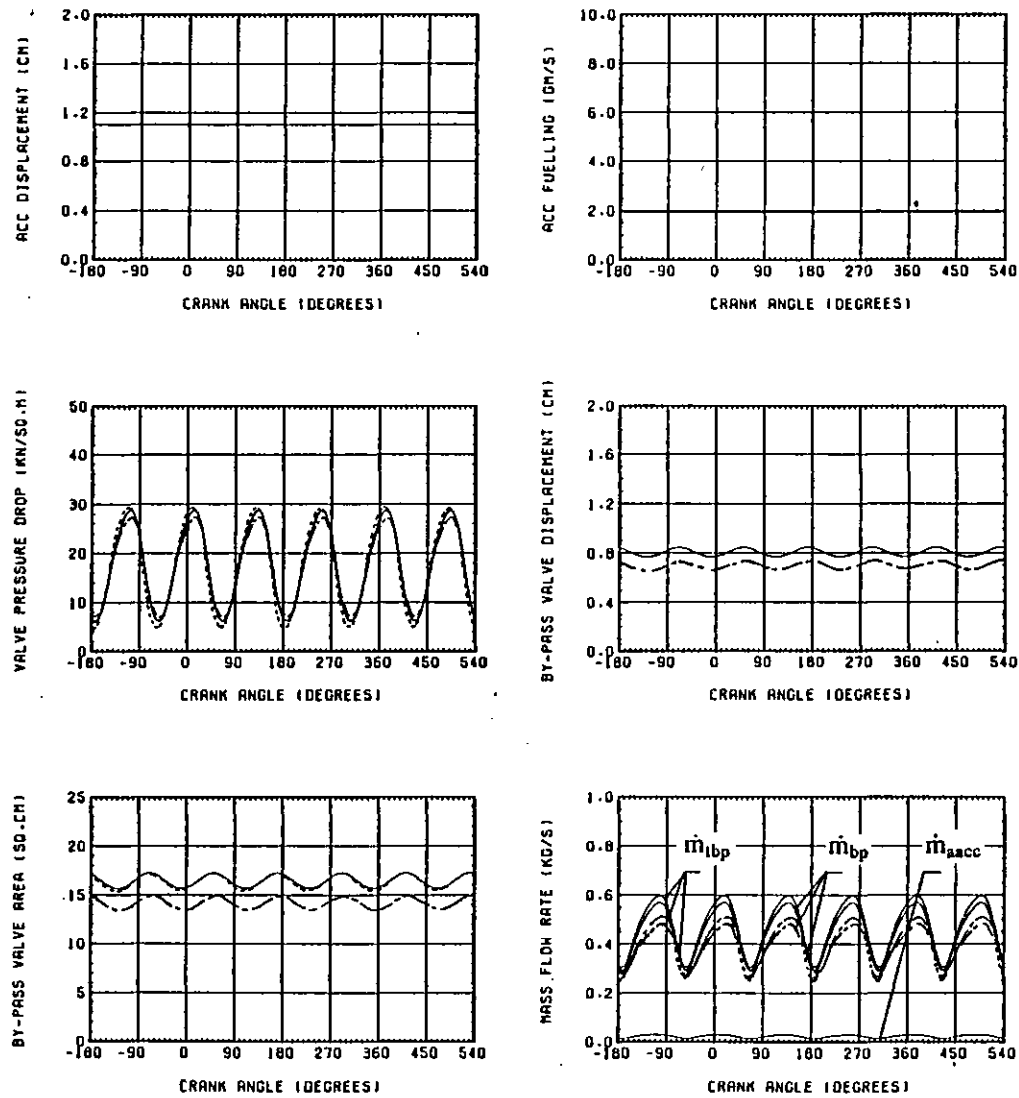 ACC DISPLACEMENT (CM)
2.0
1.6
1.2
0.8
0.4
0.0
-180 -90 0 90 180 270 360 450 540
CRANK ANGLE (DEGREES)
ACC FUELLING (GM/S)
10.0
8.0
6.0
4.0
2.0
0.0
-180 -90 0 90 180 270 360 450 540
CRANK ANGLE (DEGREES)
VALVE PRESSURE DROP (KN/SQ.M)
50
40
30
20
10
0
-180 -90 0 90 180 270 360 450 540
CRANK ANGLE (DEGREES)
BY-PASS VALVE DISPLACEMENT (CM)
2.0
1.6
1.2
0.8
0.4
0.0
-180 -90 0 90 180 270 360 450 540
CRANK ANGLE (DEGREES)
BY-PASS VALVE AREA (SQ.CM)
25
20
15
10
5
0
-180 -90 0 90 180 270 360 450 540
CRANK ANGLE (DEGREES)
MASS FLOW RATE (KG/S)
1.0
0.8
0.6
0.4
0.2
0.0
ṁtbp ṁbp ṁaacc
-180 -90 0 90 180 270 360 450 540
CRANK ANGLE (DEGREES)